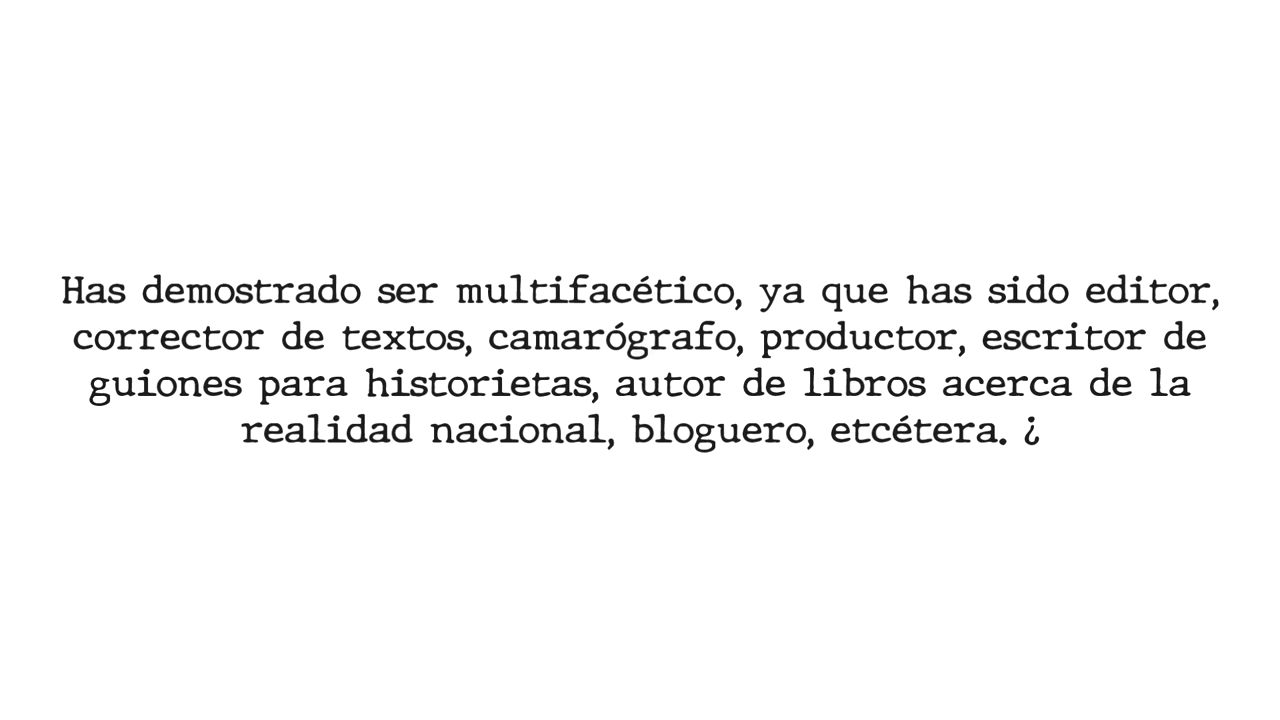 Has demostrado ser multifacético, ya que has sido editor,
corrector de textos, camarógrafo, productor, escritor de
guiones para historietas, autor de libros acerca de la
realidad nacional, bloguero, etcétera. ¿